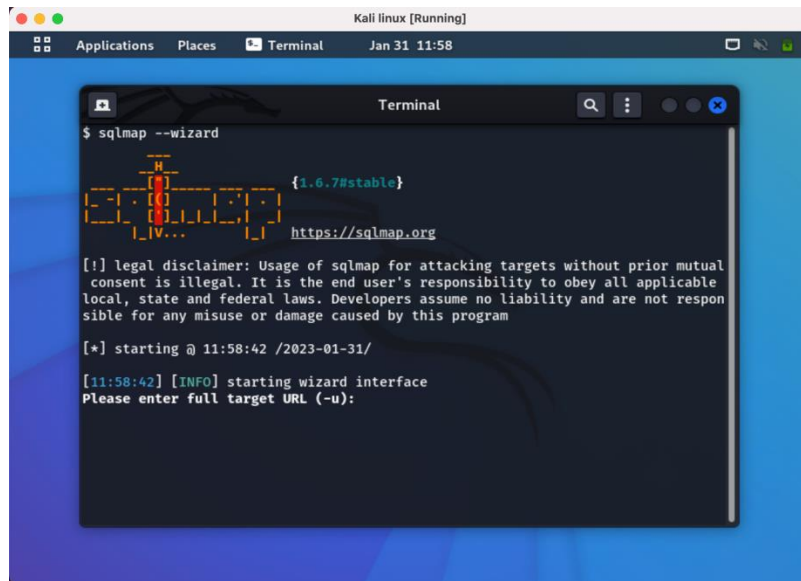 Kali linux [Running]
Applications Places Terminal Jan 31 11:58
Terminal
$ sqlmap --wizard
{1.6.7#stable}
https://sqlmap.org
[!] legal disclaimer: Usage of sqlmap for attacking targets without prior mutual
consent is illegal. It is the end user's responsibility to obey all applicable
local, state and federal laws. Developers assume no liability and are not respon
sible for any misuse or damage caused by this program
[*] starting @ 11:58:42 /2023-01-31/
[11:58:42] [INFO] starting wizard interface
Please enter full target URL (-u):